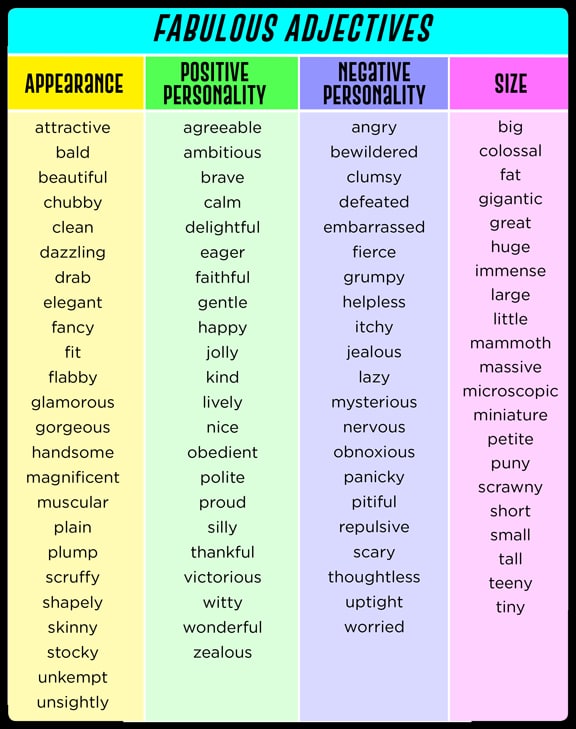 FABULOUS ADJECTIVES
APPEARANCE
attractive
bald
beautiful
chubby
clean
dazzling
drab
elegant
fancy
fit
flabby
glamorous
gorgeous
handsome
magnificent
muscular
plain
plump
scruffy
shapely
skinny
stocky
unkempt
unsightly
POSITIVE
PERSONALITY
agreeable
ambitious
brave
calm
delightful
eager
faithful
gentle
happy
jolly
kind
lively
nice
obedient
polite
proud
silly
thankful
victorious
witty
wonderful
zealous
NEGATIVE
PERSONALITY
angry
bewildered
clumsy
defeated
embarrassed
fierce
grumpy
helpless
itchy
jealous
lazy
mysterious
nervous
obnoxious
panicky
pitiful
repulsive
scary
thoughtless
uptight
worried
SIZE
big
colossal
fat
gigantic
great
huge
immense
large
little
mammoth
massive
microscopic
miniature
petite
puny
scrawny
short
small
tall
teeny
tiny